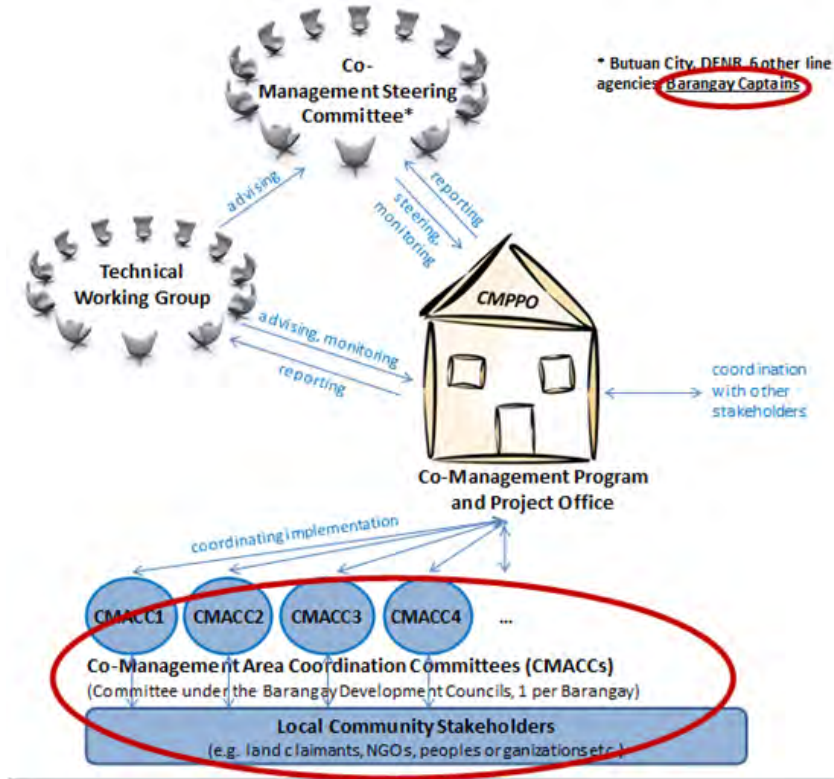 Co-
Management Steering
Committee*
* Butuan City, DENR, 6 other line
agencies, Barangay Captains
advising
reporting
steering,
monitoring
Technical
Working Group
CMPPO
advising, monitoring
reporting
coordination
with other
stakeholders
Co-Management Program
and Project Office
coordinating implementation
CMACC1
CMACC2
CMACC3
CMACC4
...
Co-Management Area Coordination Committees (CMACCs)
(Committee under the Barangay Development Councils, 1 per Barangay)
Local Community Stakeholders
(e.g. land claimants, NGOs, peoples organizations etc.)